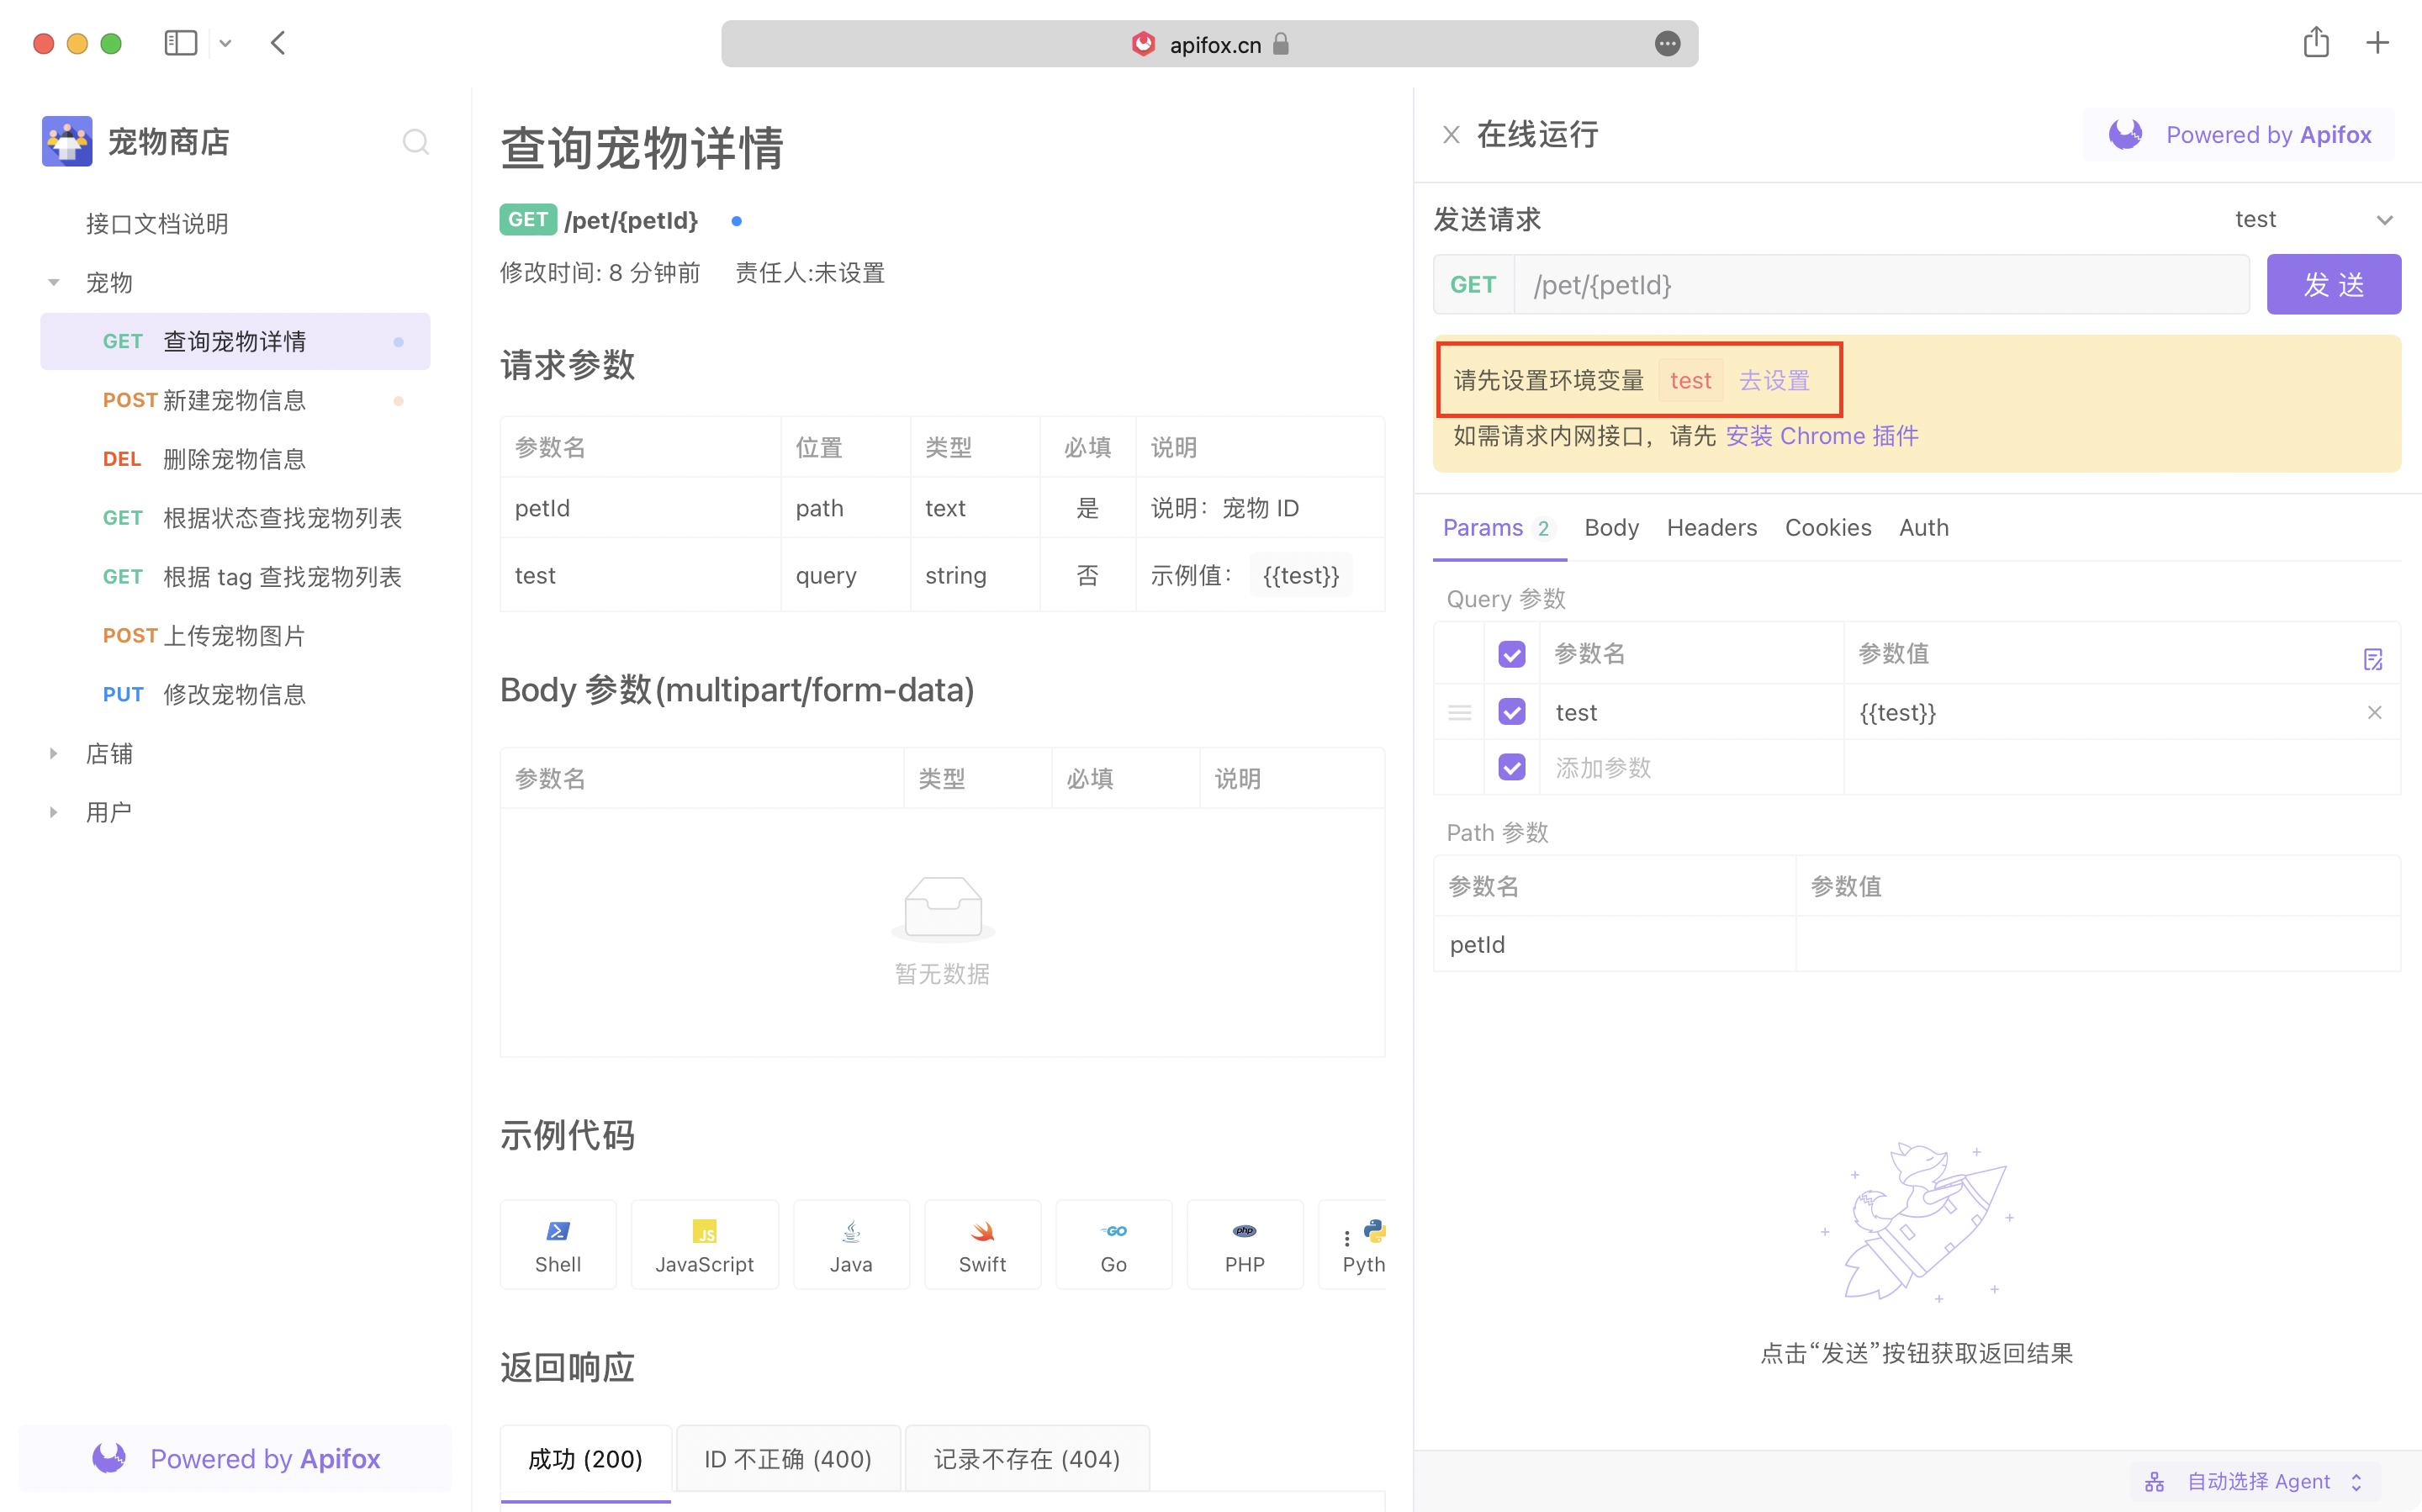 apifox.cn
宠物商店
接口文档说明
宠物
GET 查询宠物详情
POST 新建宠物信息
DEL 删除宠物信息
GET 根据状态查找宠物列表
GET 根据 tag 查找宠物列表
POST 上传宠物图片
PUT 修改宠物信息
店铺
用户
Powered by Apifox
查询宠物详情
GET /pet/{petId}
修改时间: 8 分钟前 责任人:未设置
请求参数
参数名 位置 类型 必填 说明
petId path text 是 说明：宠物 ID
test query string 否 示例值： {{test}}
Body 参数(multipart/form-data)
参数名 类型 必填 说明
暂无数据
示例代码
Shell JavaScript Java Swift Go PHP Pyth
返回响应
成功 (200) ID 不正确 (400) 记录不存在 (404)
在线运行
Powered by Apifox
发送请求 test
GET /pet/{petId} 发 送
请先设置环境变量 test 去设置
如需请求内网接口，请先 安装 Chrome 插件
Params 2 Body Headers Cookies Auth
Query 参数
参数名 参数值
test {{test}}
添加参数
Path 参数
参数名 参数值
petId
点击“发送”按钮获取返回结果
自动选择 Agent